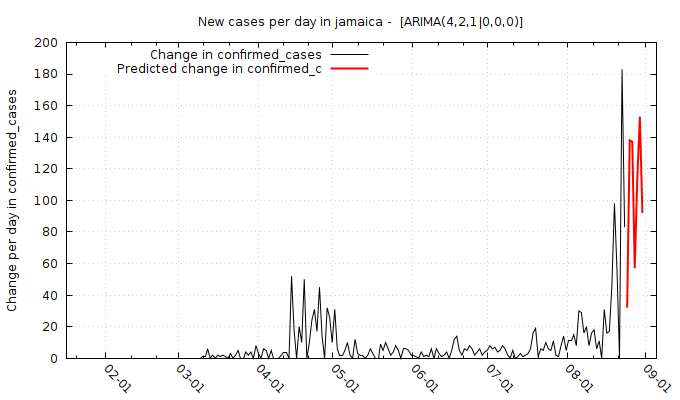 New cases per day in jamaica -  [ARIMA(4,2,1|0,0,0)]
Change in confirmed_cases
Predicted change in confirmed_c
Change per day in confirmed_cases
200
180
160
140
120
100
80
60
40
20
0
02-01 03-01 04-01 05-01 06-01 07-01 08-01 09-01